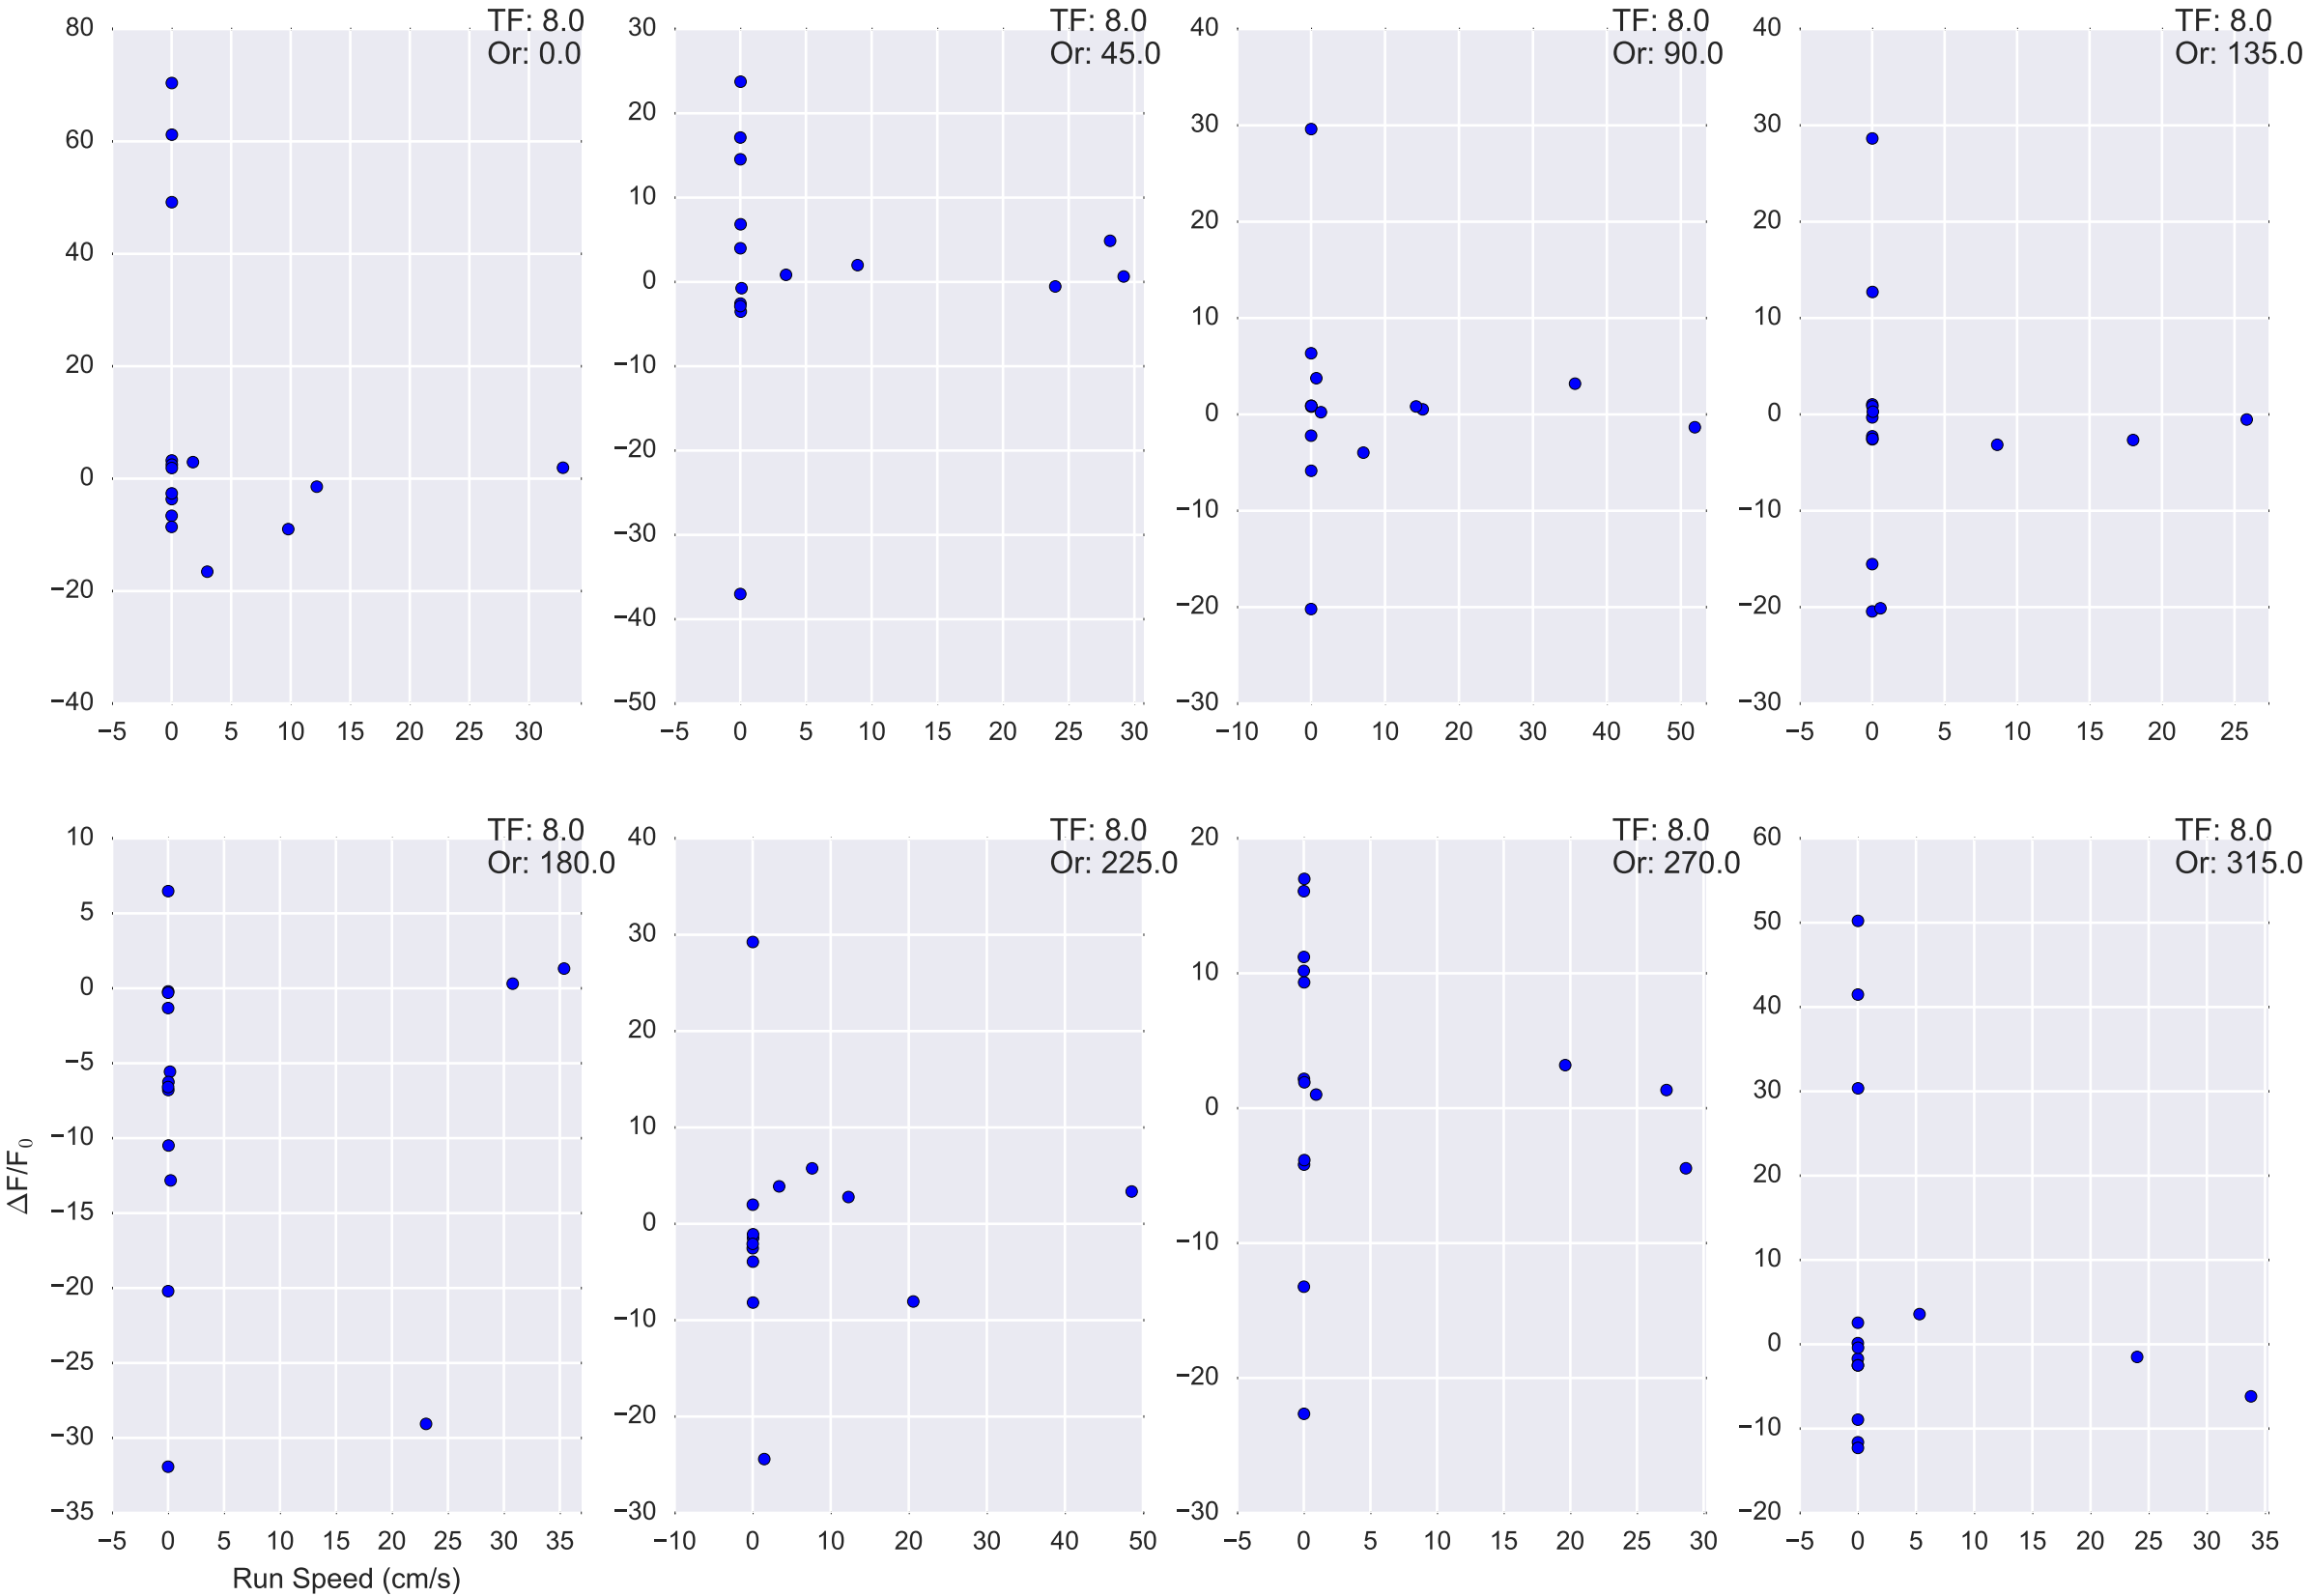 TF: 8.0
Or: 0.0
80
60
40
20
0
−20
−40
−5 0 5 10 15 20 25 30
TF: 8.0
Or: 45.0
30
20
10
0
−10
−20
−30
−40
−50
−5 0 5 10 15 20 25 30
TF: 8.0
Or: 90.0
40
30
20
10
0
−10
−20
−30
−10 0 10 20 30 40 50
TF: 8.0
Or: 135.0
40
30
20
10
0
−10
−20
−30
−5 0 5 10 15 20 25
TF: 8.0
Or: 180.0
10
5
0
−5
−10
−15
−20
−25
−30
−35
−5 0 5 10 15 20 25 30 35
ΔF/F₀
Run Speed (cm/s)
TF: 8.0
Or: 225.0
40
30
20
10
0
−10
−20
−30
−10 0 10 20 30 40 50
TF: 8.0
Or: 270.0
20
10
0
−10
−20
−30
−5 0 5 10 15 20 25 30
TF: 8.0
Or: 315.0
60
50
40
30
20
10
0
−10
−20
−5 0 5 10 15 20 25 30 35